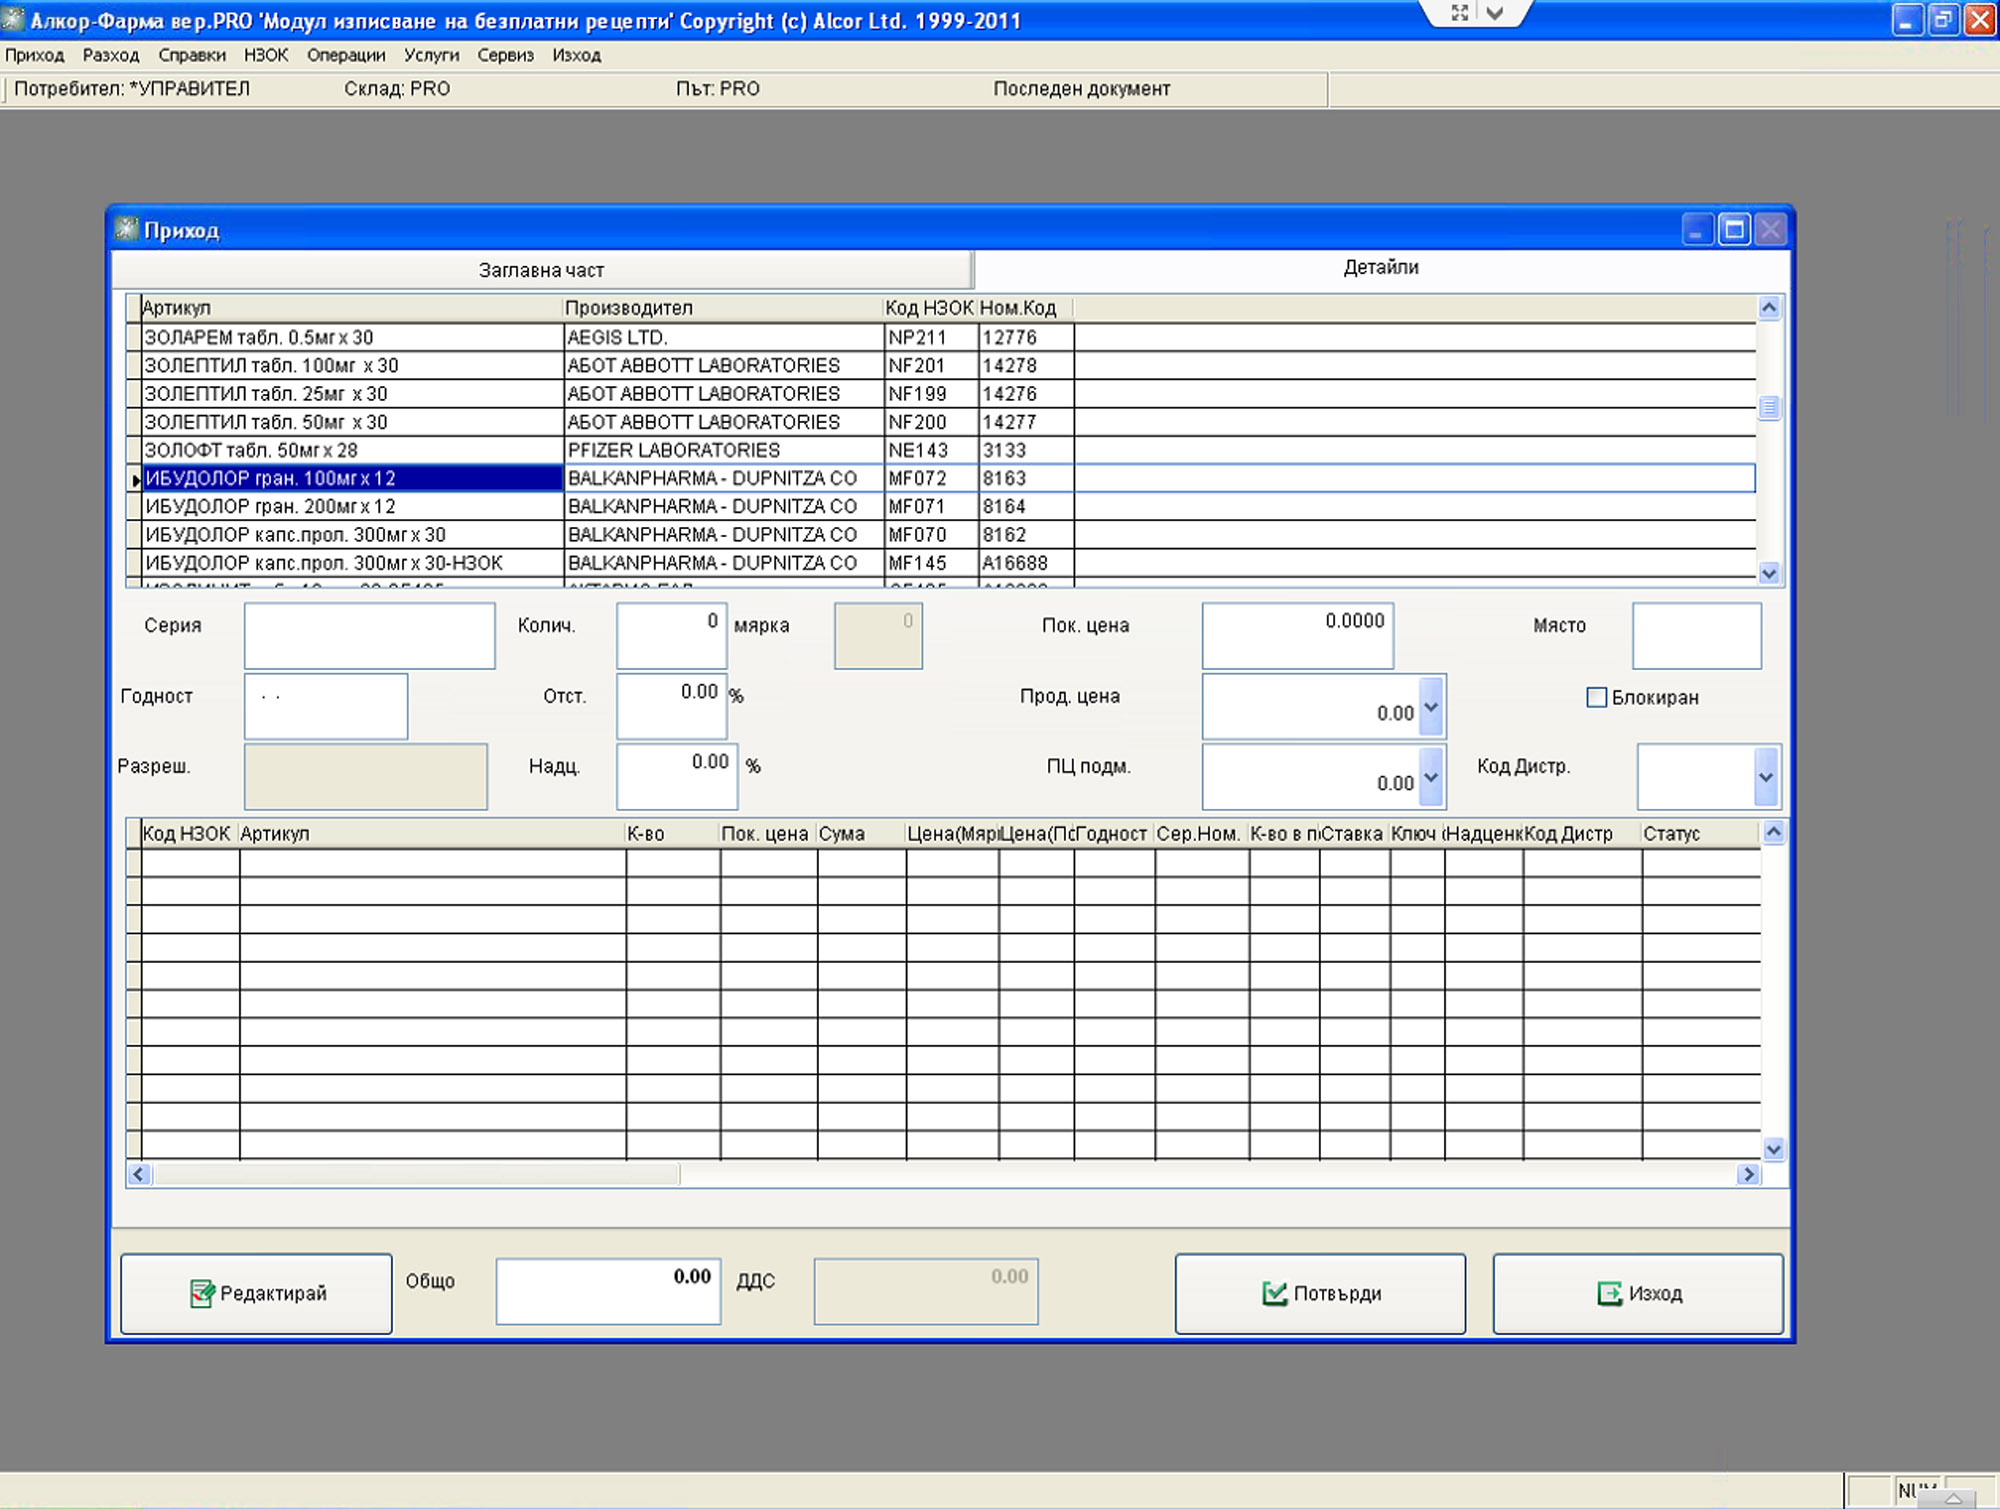 Алкор-Фарма вер.PRO 'Модул изписване на безплатни рецепти' Copyright (c) Alcor Ltd. 1999-2011
Приход Разход Справки НЗОК Операции Услуги Сервиз Изход
Потребител: *УПРАВИТЕЛ Склад: PRO Път: PRO Последен документ
Приход
Заглавна част Детайли
Артикул Производител Код НЗОК Ном.Код
ЗОЛАРЕМ табл. 0.5мг x 30 AEGIS LTD. NP211 12776
ЗОЛЕПТИЛ табл. 100мг x 30 АБОТ ABBOTT LABORATORIES NF201 14278
ЗОЛЕПТИЛ табл. 25мг x 30 АБОТ ABBOTT LABORATORIES NF199 14276
ЗОЛЕПТИЛ табл. 50мг x 30 АБОТ ABBOTT LABORATORIES NF200 14277
ЗОЛОФТ табл. 50мг x 28 PFIZER LABORATORIES NE143 3133
ИБУДОЛОР гран. 100мг x 12 BALKANPHARMA - DUPNITZA CO MF072 8163
ИБУДОЛОР гран. 200мг x 12 BALKANPHARMA - DUPNITZA CO MF071 8164
ИБУДОЛОР капс.прол. 300мг x 30 BALKANPHARMA - DUPNITZA CO MF070 8162
ИБУДОЛОР капс.прол. 300мг x 30-НЗОК BALKANPHARMA - DUPNITZA CO MF145 A16688
Серия Колич. 0 мярка 0 Пок. цена 0.0000 Място
Годност . . Отст. 0.00 % Прод. цена 0.00 Блокиран
Разреш. Надц. 0.00 % ПЦ подм. 0.00 Код Дистр.
Код НЗОК Артикул К-во Пок. цена Сума Цена(Мяр Цена(Пс Годност Сер.Ном. К-во в п Ставка Ключ Надценк Код Дистр Статус
Редактирай Общо 0.00 ДДС 0.00 Потвърди Изход